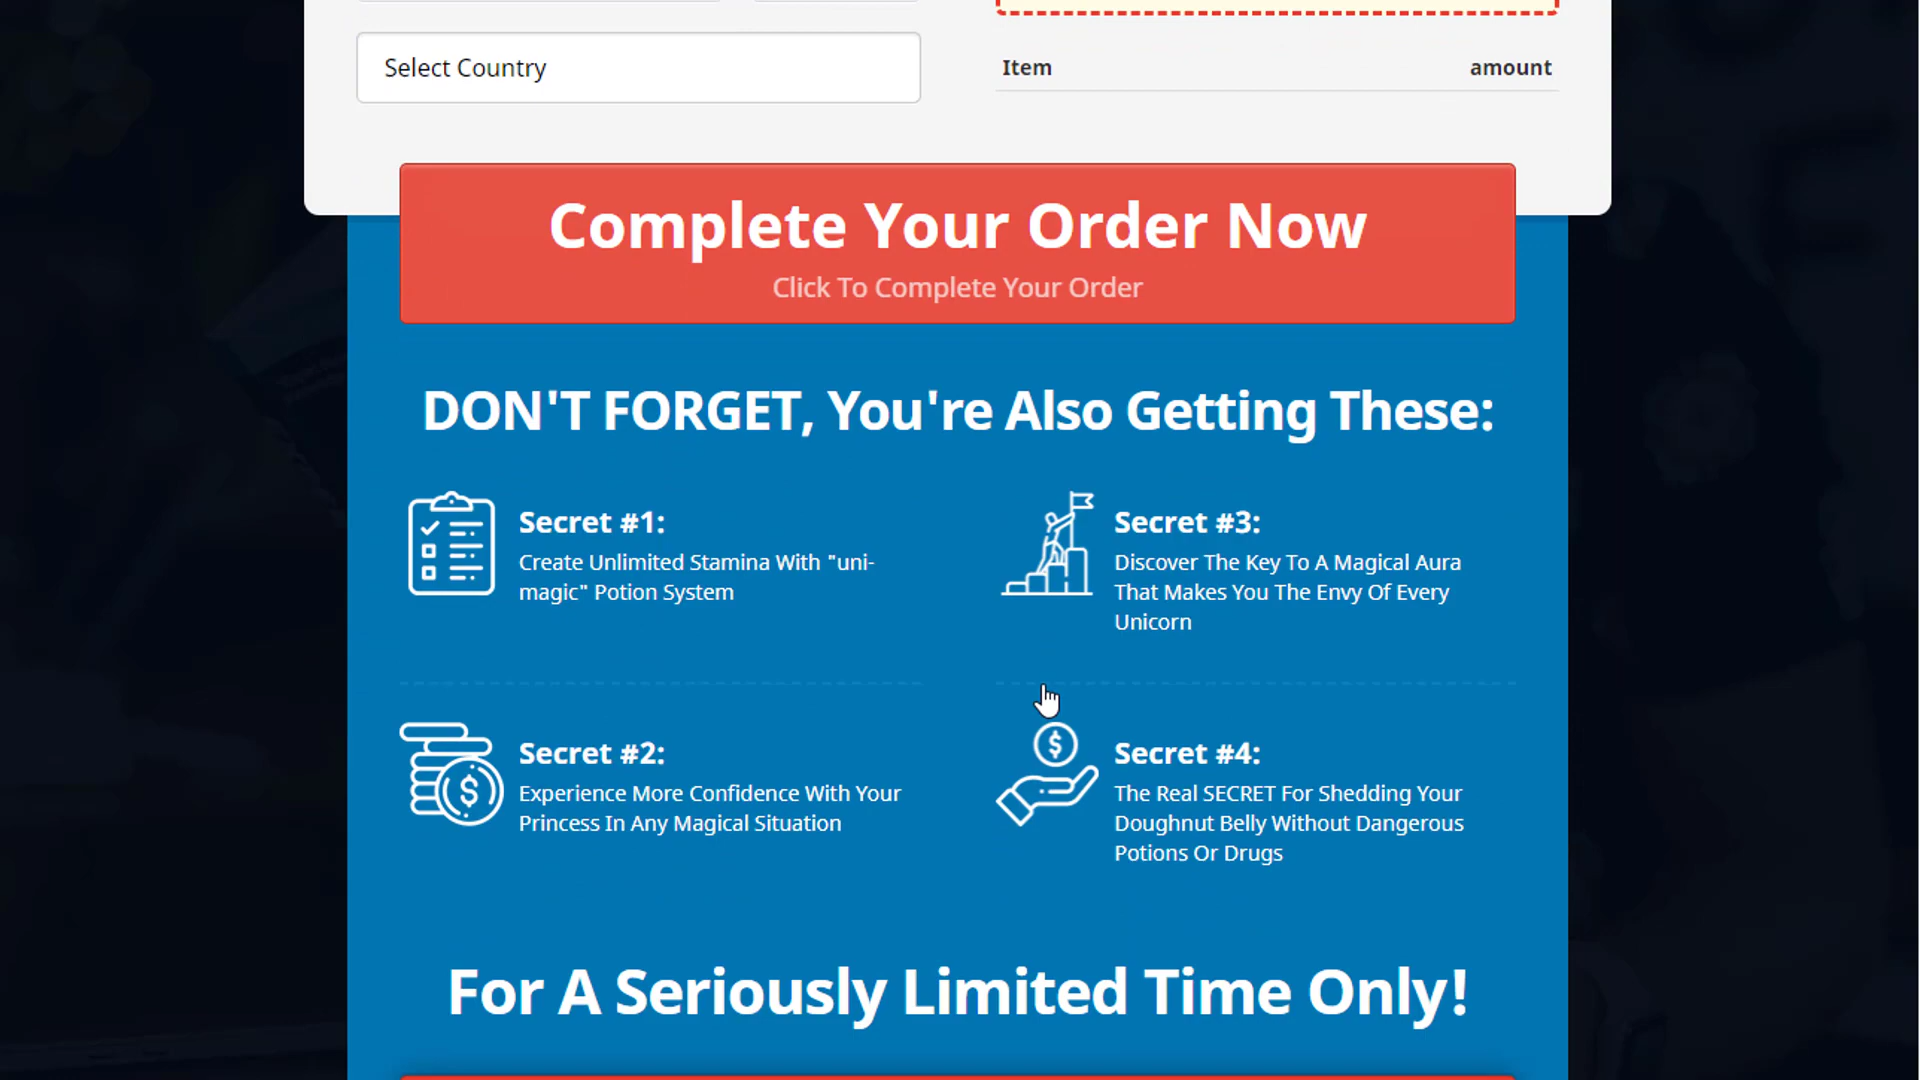 Select Country
Item amount
Complete Your Order Now
Click To Complete Your Order
DON'T FORGET, You're Also Getting These:
Secret #1:
Create Unlimited Stamina With "uni-
magic" Potion System
Secret #3:
Discover The Key To A Magical Aura
That Makes You The Envy Of Every
Unicorn
Secret #2:
Experience More Confidence With Your
Princess In Any Magical Situation
Secret #4:
The Real SECRET For Shedding Your
Doughnut Belly Without Dangerous
Potions Or Drugs
For A Seriously Limited Time Only!